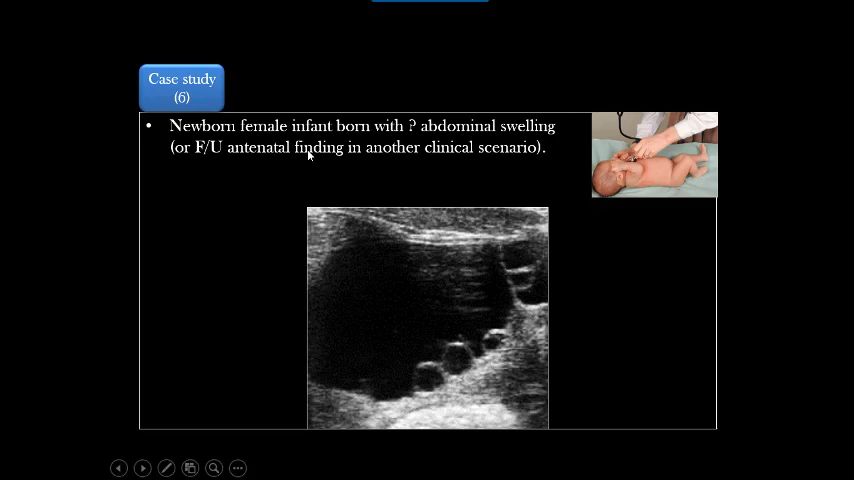 Case study
(6)
• Newborn female infant born with ? abdominal swelling
(or F/U antenatal finding in another clinical scenario).